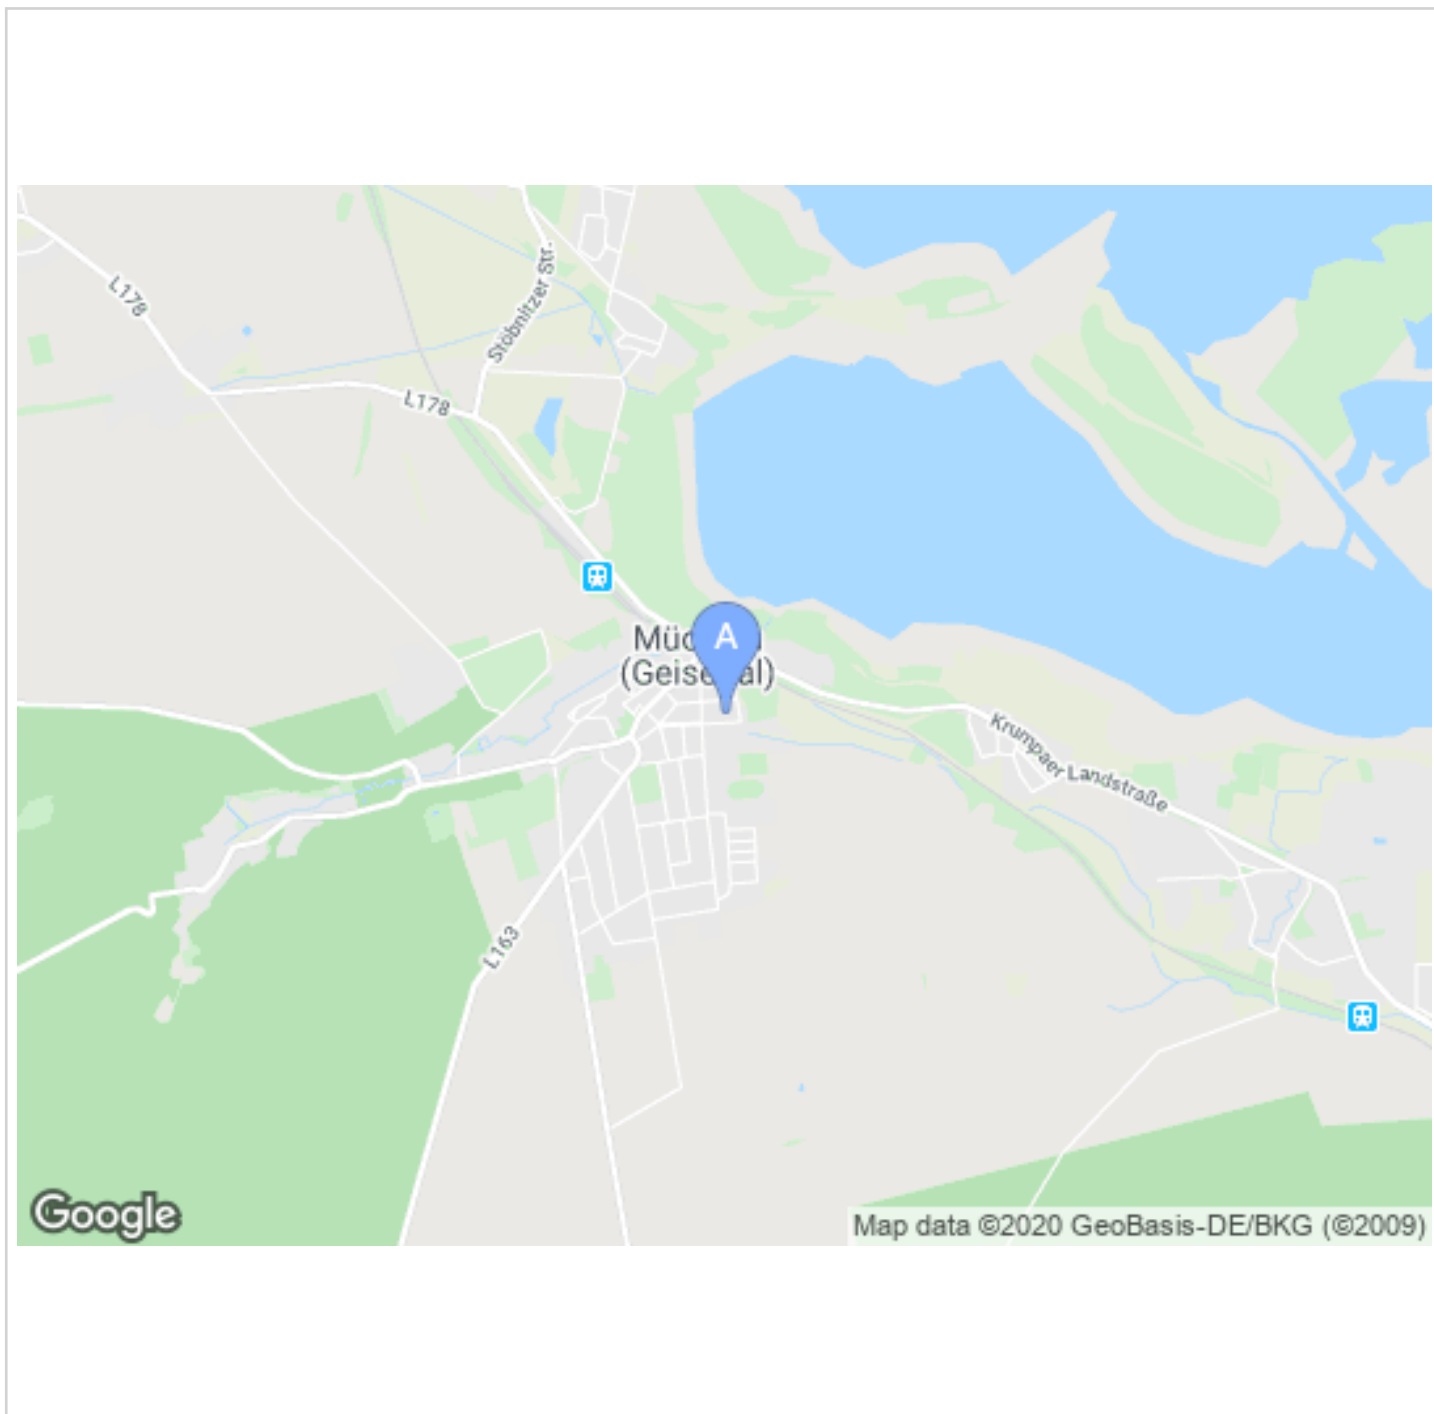 L178
Stöbnitzer Str.
L178
A
Krumpaer Landstraße
L163
Google
Map data ©2020 GeoBasis-DE/BKG (©2009)